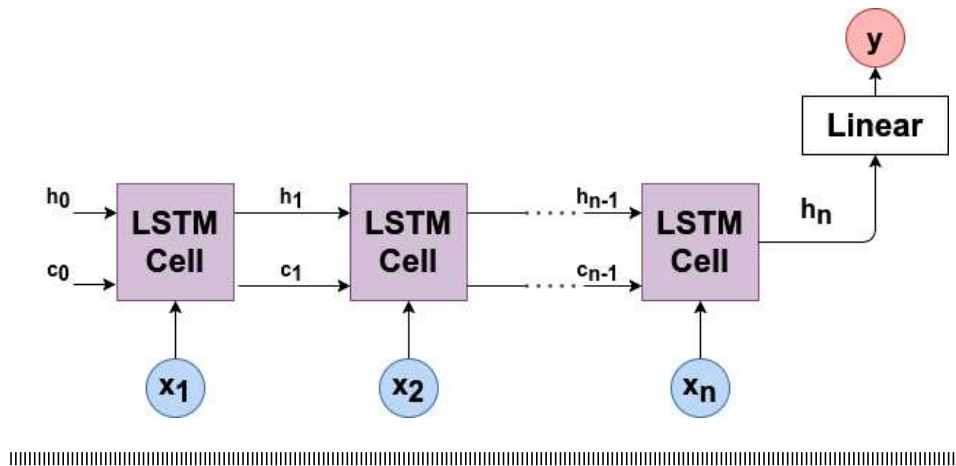 y
Linear
h0
h1
hn-1
hn
LSTM
Cell
LSTM
Cell
LSTM
Cell
c0
c1
cn-1
x1
x2
xn